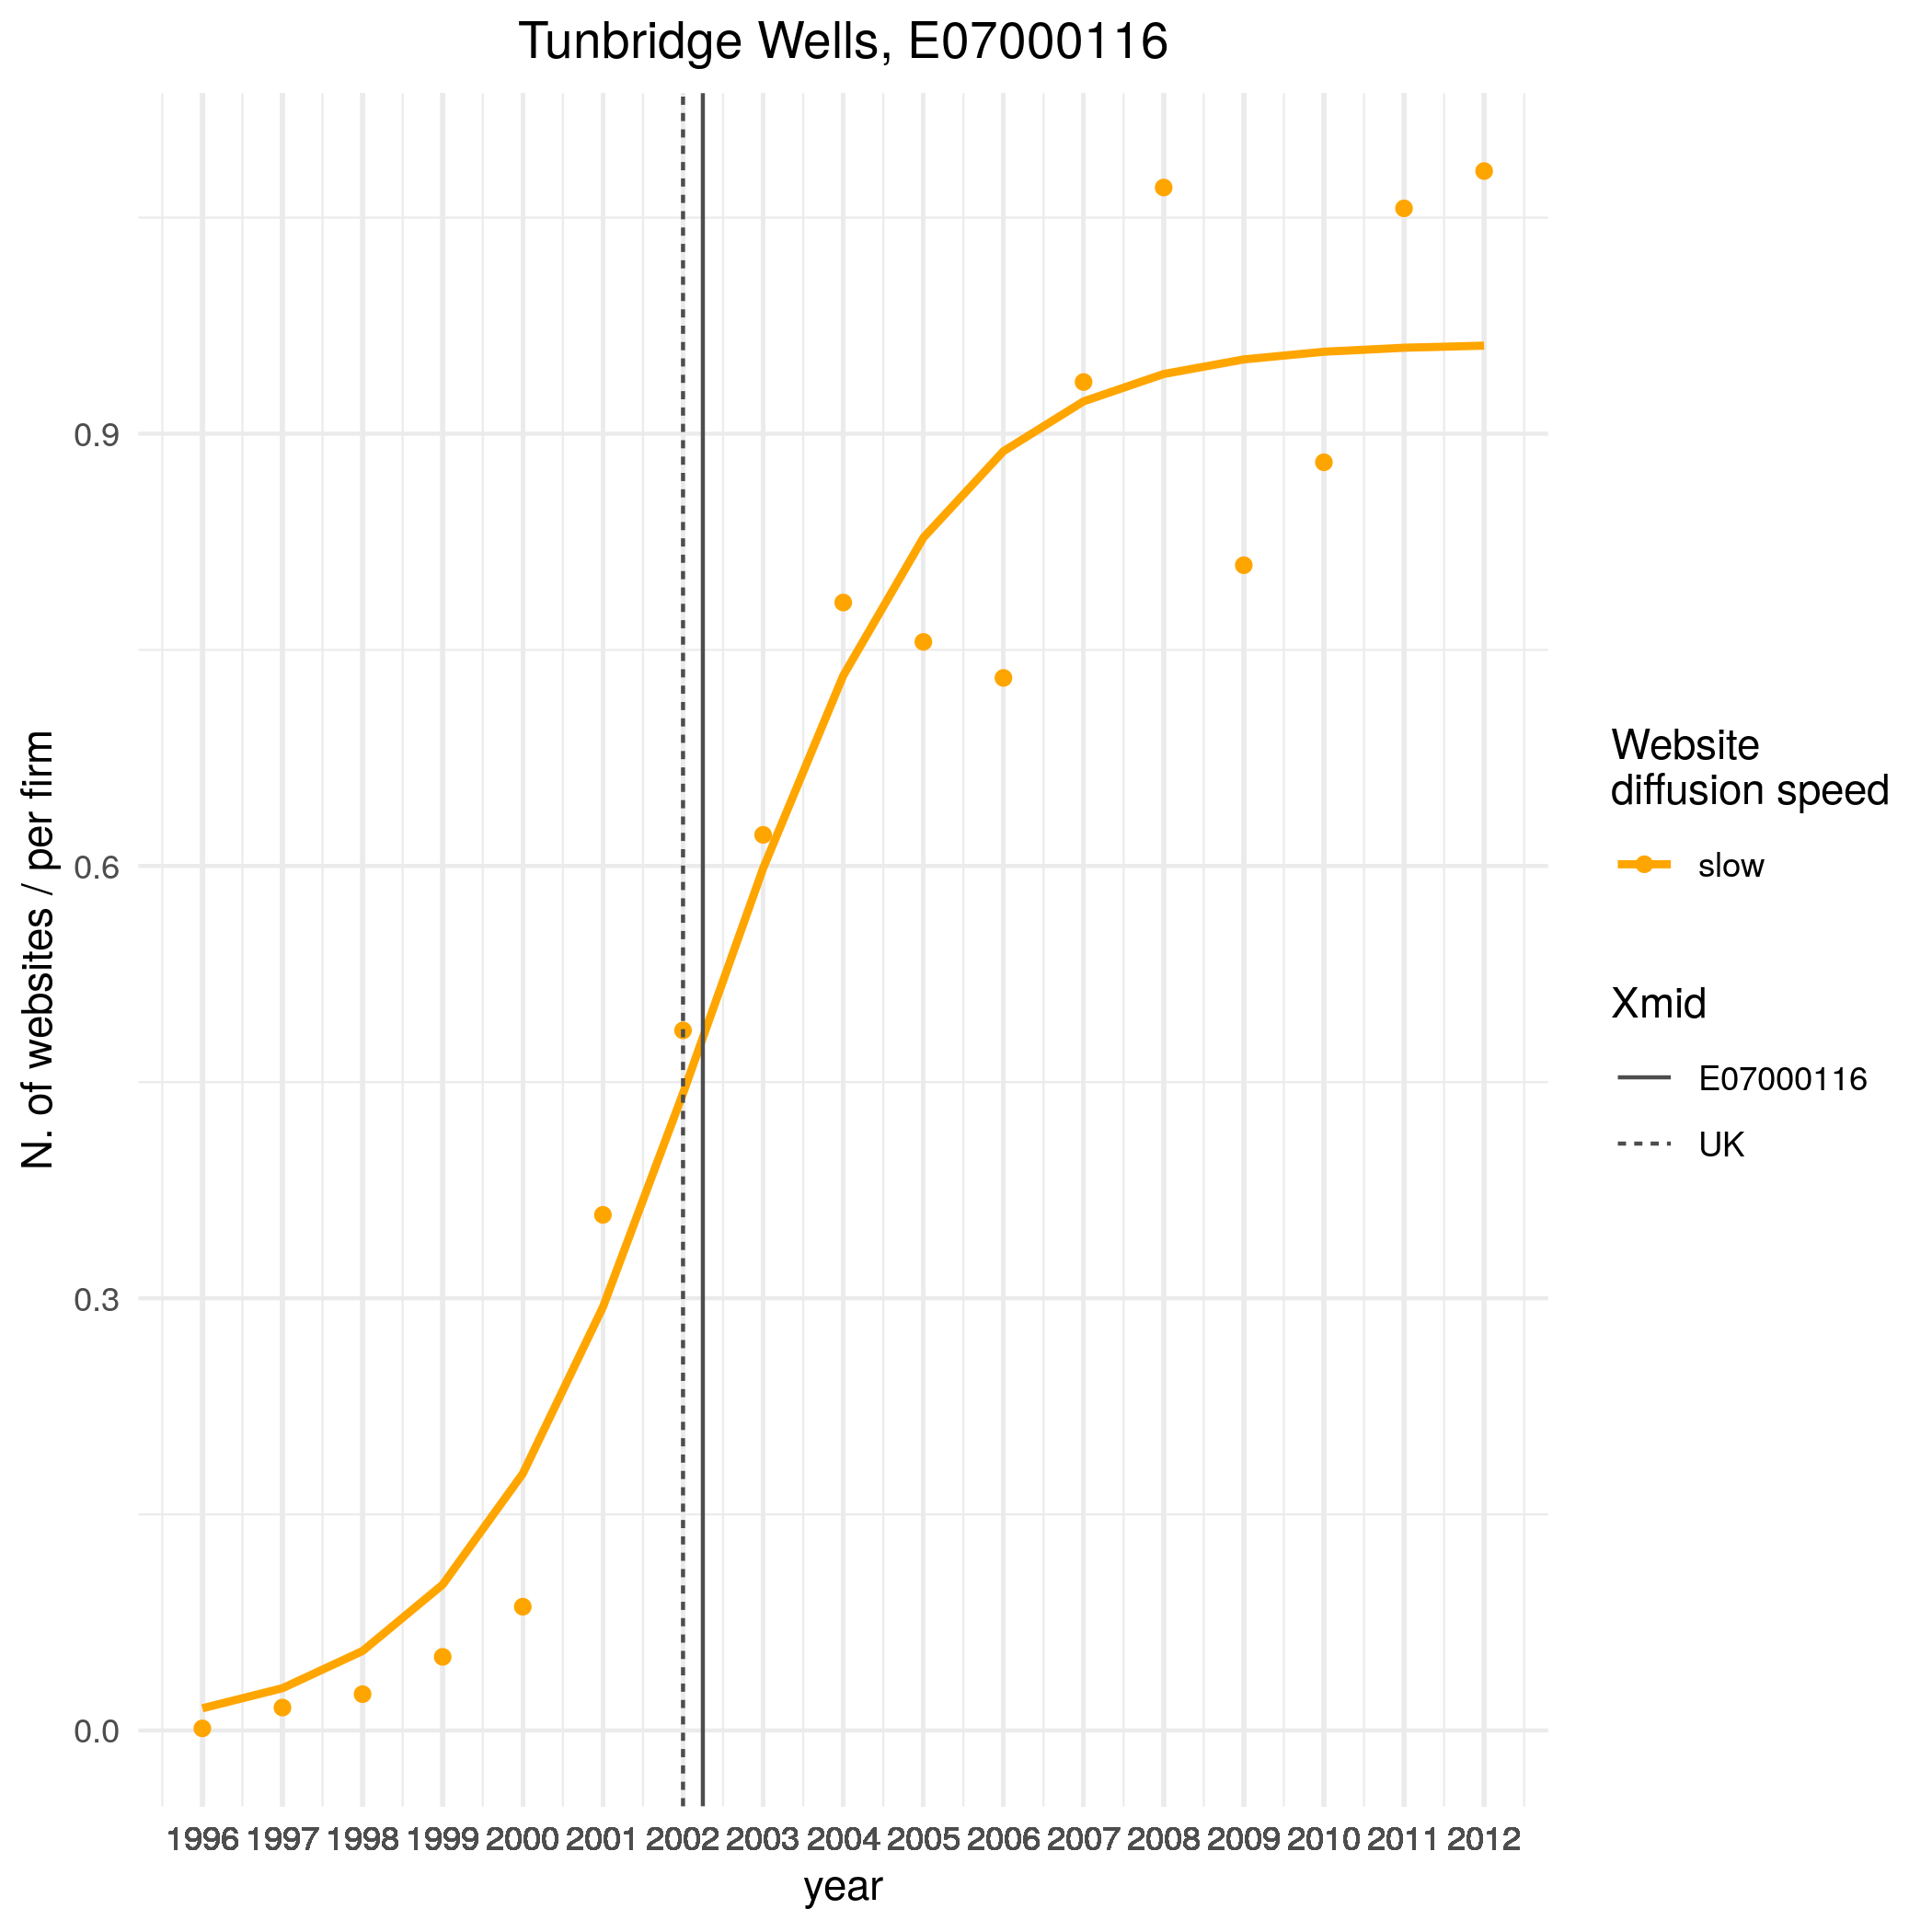 Tunbridge Wells, E07000116
N. of websites / per firm
0.9
0.6
0.3
0.0
1996 1997 1998 1999 2000 2001 2002 2003 2004 2005 2006 2007 2008 2009 2010 2011 2012
year
Website
diffusion speed
slow
Xmid
E07000116
UK